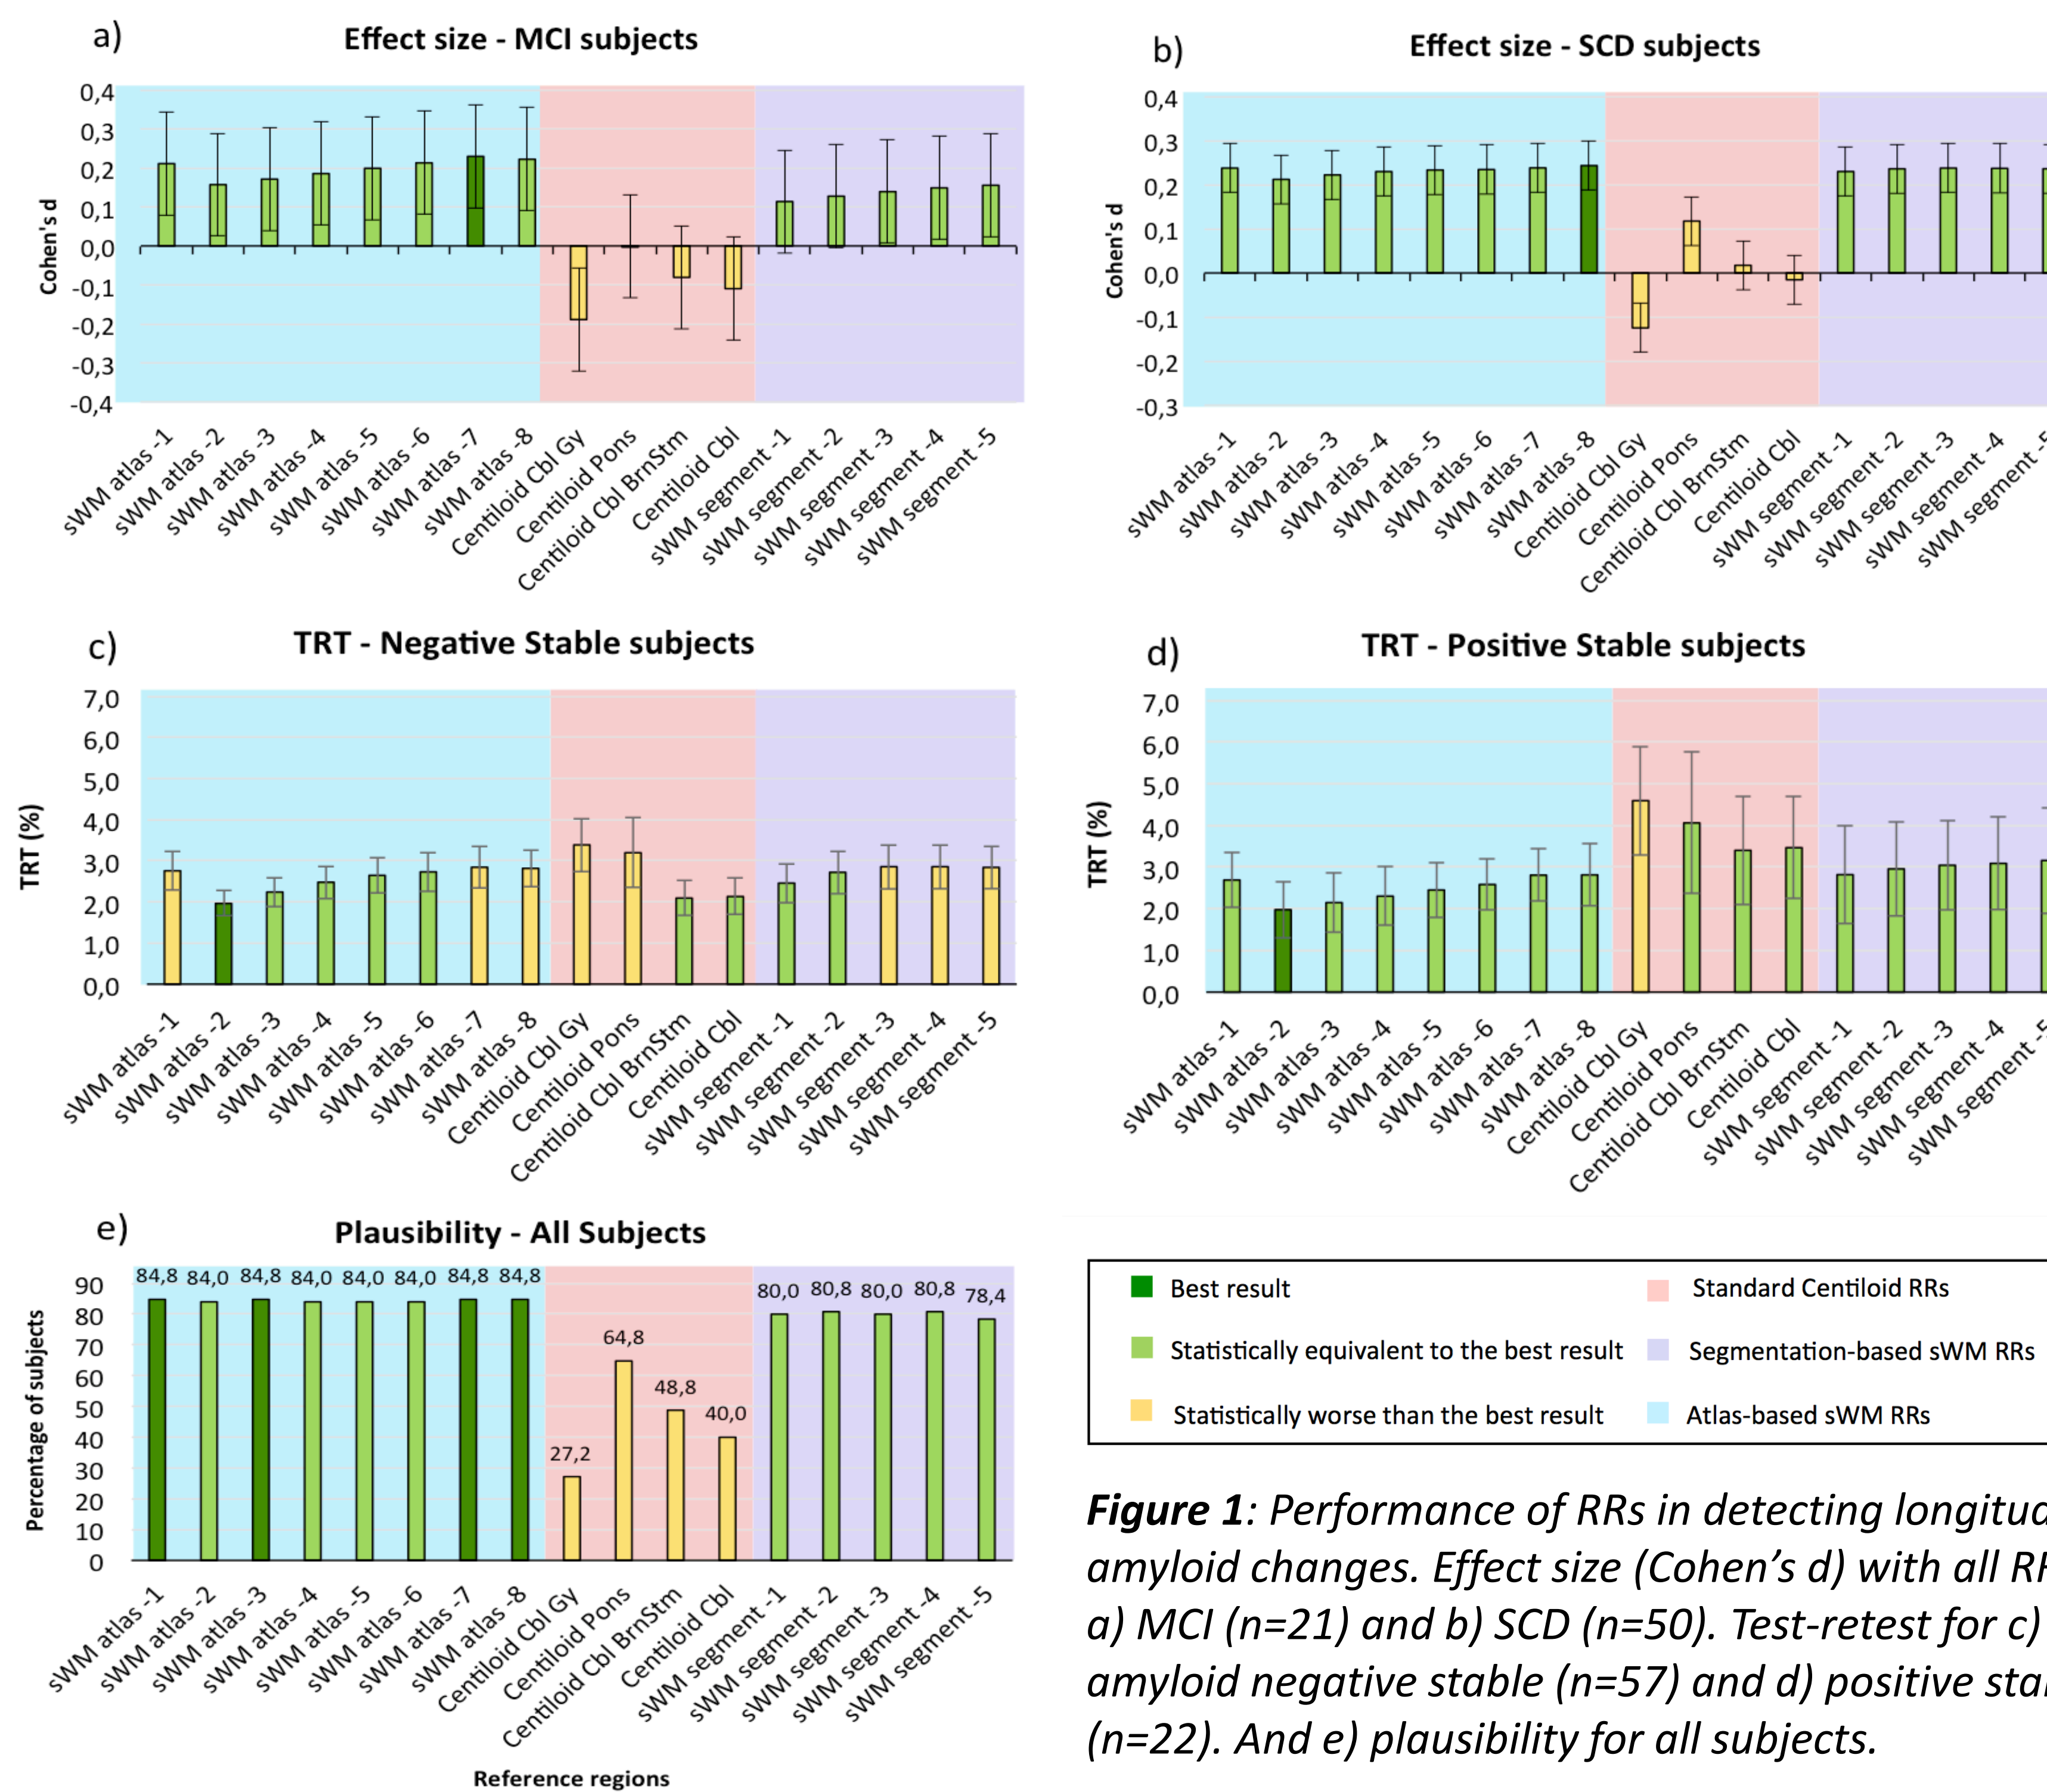 a)
Effect size - MCI subjects
Cohen's d
0,4
0,3
0,2
0,1
0,0
-0,1
-0,2
-0,3
-0,4
sWM atlas -1
sWM atlas -2
sWM atlas -3
sWM atlas -4
sWM atlas -5
sWM atlas -6
sWM atlas -7
sWM atlas -8
Centiloid Cbl Gy
Centiloid Pons
Centiloid Cbl BrnStm
Centiloid Cbl
sWM segment -1
sWM segment -2
sWM segment -3
sWM segment -4
sWM segment -5
b)
Effect size - SCD subjects
Cohen's d
0,4
0,3
0,2
0,1
0,0
-0,1
-0,2
-0,3
sWM atlas -1
sWM atlas -2
sWM atlas -3
sWM atlas -4
sWM atlas -5
sWM atlas -6
sWM atlas -7
sWM atlas -8
Centiloid Cbl Gy
Centiloid Pons
Centiloid Cbl BrnStm
Centiloid Cbl
sWM segment -1
sWM segment -2
sWM segment -3
sWM segment -4
sWM segment -5
c)
TRT - Negative Stable subjects
TRT (%)
7,0
6,0
5,0
4,0
3,0
2,0
1,0
0,0
sWM atlas -1
sWM atlas -2
sWM atlas -3
sWM atlas -4
sWM atlas -5
sWM atlas -6
sWM atlas -7
sWM atlas -8
Centiloid Cbl Gy
Centiloid Pons
Centiloid Cbl BrnStm
Centiloid Cbl
sWM segment -1
sWM segment -2
sWM segment -3
sWM segment -4
sWM segment -5
d)
TRT - Positive Stable subjects
TRT (%)
7,0
6,0
5,0
4,0
3,0
2,0
1,0
0,0
sWM atlas -1
sWM atlas -2
sWM atlas -3
sWM atlas -4
sWM atlas -5
sWM atlas -6
sWM atlas -7
sWM atlas -8
Centiloid Cbl Gy
Centiloid Pons
Centiloid Cbl BrnStm
Centiloid Cbl
sWM segment -1
sWM segment -2
sWM segment -3
sWM segment -4
sWM segment -5
e)
Plausibility - All Subjects
Percentage of subjects
90
80
70
60
50
40
30
20
10
0
84,8 84,0 84,8 84,0 84,0 84,0 84,8 84,8
27,2
64,8
48,8
40,0
80,0 80,8 80,0 80,8 78,4
sWM atlas -1
sWM atlas -2
sWM atlas -3
sWM atlas -4
sWM atlas -5
sWM atlas -6
sWM atlas -7
sWM atlas -8
Centiloid Cbl Gy
Centiloid Pons
Centiloid Cbl BrnStm
Centiloid Cbl
sWM segment -1
sWM segment -2
sWM segment -3
sWM segment -4
sWM segment -5
Reference regions
Best result
Statistically equivalent to the best result
Statistically worse than the best result
Standard Centiloid RRs
Segmentation-based sWM RRs
Atlas-based sWM RRs
Figure 1: Performance of RRs in detecting
amyloid changes. Effect size (Cohen’s d) with all
a) MCI (n=21) and b) SCD (n=50). Test-retest for c)
amyloid negative stable (n=57) and d) positive
(n=22). And e) plausibility for all subjects.